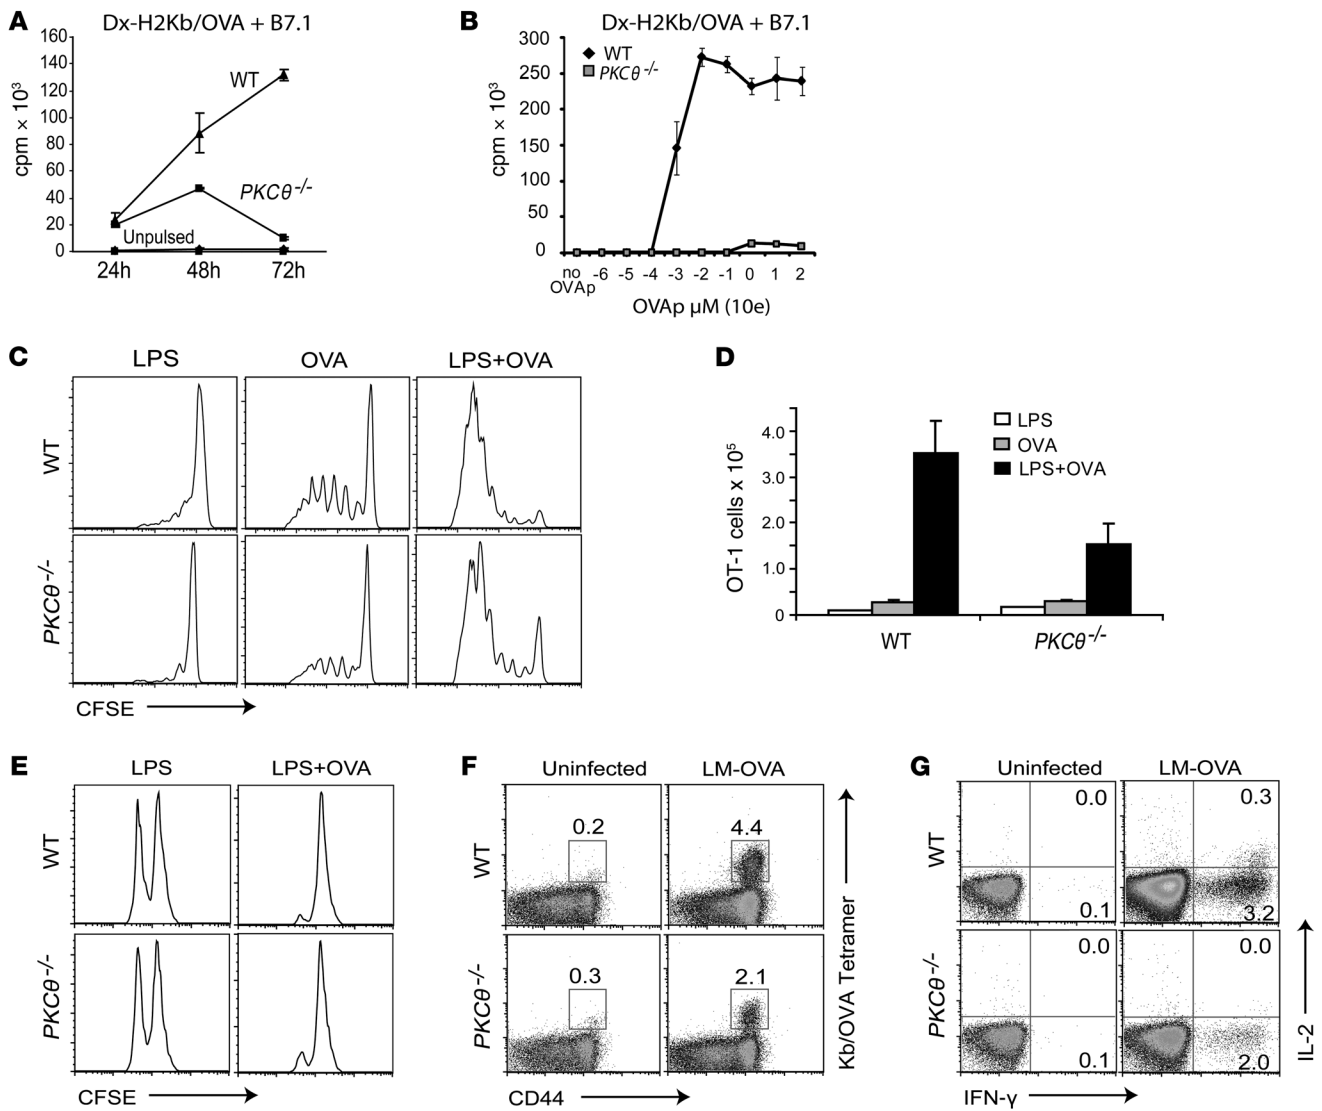 A
Dx-H2Kb/OVA + B7.1
cpm × 10³
160
140
120
100
80
60
40
20
0
WT
PKCθ-/-
Unpulsed
24h 48h 72h
B
Dx-H2Kb/OVA + B7.1
WT
PKCθ-/-
cpm × 10³
300
250
200
150
100
50
0
no OVAp -6 -5 -4 -3 -2 -1 0 1 2
OVAp µM (10e)
C
LPS OVA LPS+OVA
WT
PKCθ-/-
CFSE
D
OT-1 cells x 10⁵
4.0
3.0
2.0
1.0
0
LPS
OVA
LPS+OVA
WT PKCθ-/-
E
LPS LPS+OVA
WT
PKCθ-/-
CFSE
F
Uninfected LM-OVA
WT
0.2 4.4
PKCθ-/-
0.3 2.1
Kb/OVA Tetramer
CD44
G
Uninfected LM-OVA
WT
0.0 0.3
0.1 3.2
PKCθ-/-
0.0 0.0
0.1 2.0
IL-2
IFN-γ